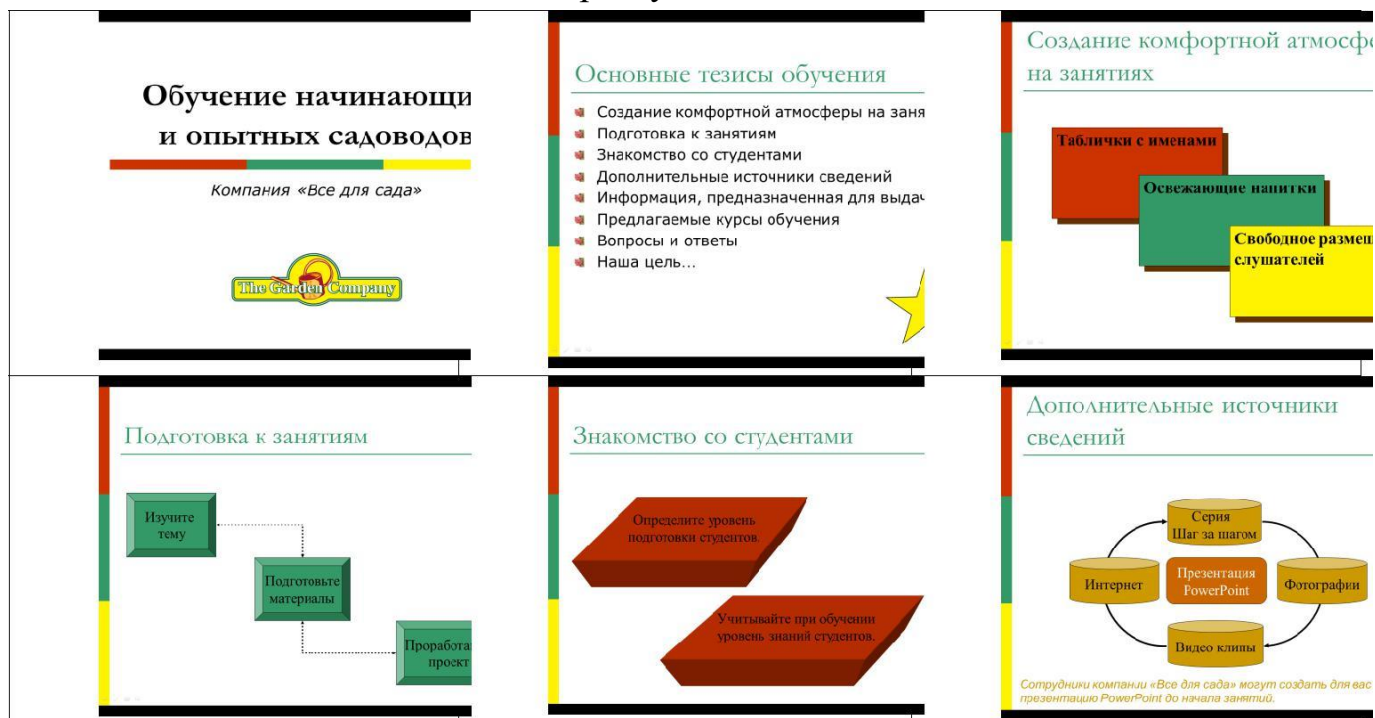 Обучение начинающи
и опытных садоводов
Компания «Все для сада»
The Garden Company
Основные тезисы обучения
Создание комфортной атмосферы на заня
Подготовка к занятиям
Знакомство со студентами
Дополнительные источники сведений
Информация, предназначенная для выдач
Предлагаемые курсы обучения
Вопросы и ответы
Наша цель...
Создание комфортной атмосфе
на занятиях
Таблички с именами
Освежающие напитки
Свободное размещ
слушателей
Подготовка к занятиям
Изучите
тему
Подготовьте
материалы
Проработа
проект
Знакомство со студентами
Определите уровень
подготовки студентов.
Учитывайте при обучении
уровень знаний студентов.
Дополнительные источники
сведений
Серия
Шаг за шагом
Интернет
Презентация
PowerPoint
Фотографии
Видео клипы
Сотрудники компании «Все для сада» могут создать для вас
презентацию PowerPoint до начала занятий.